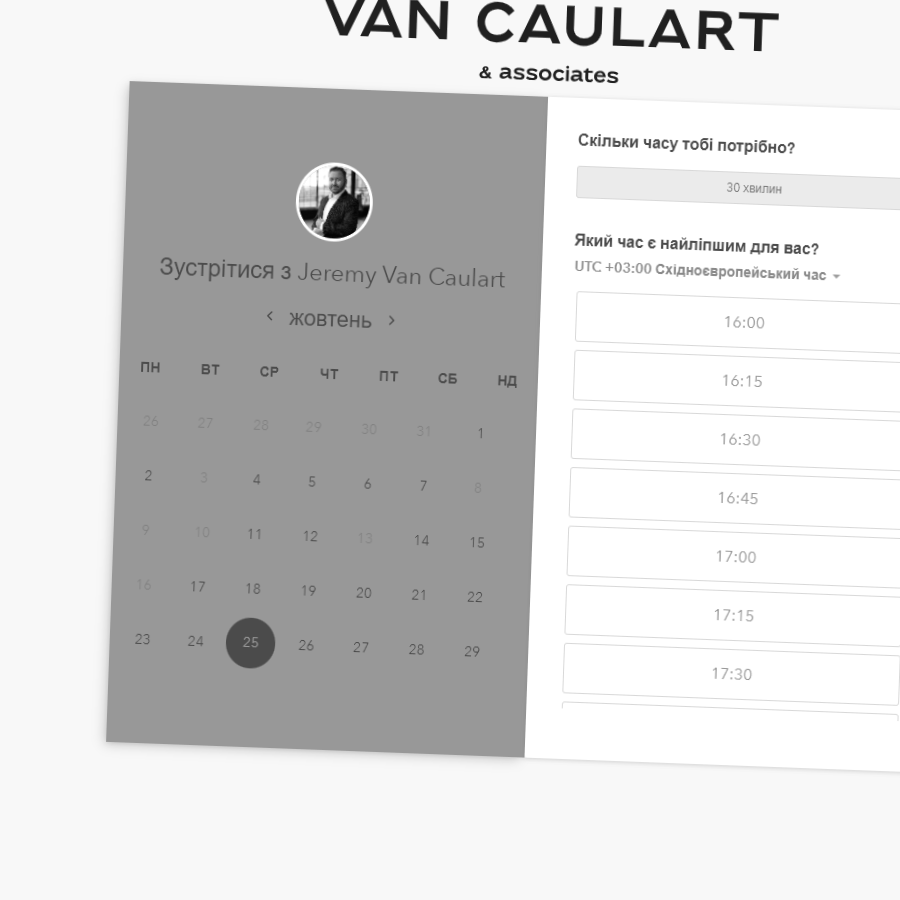 VAN CAULART
& associates
Зустрітися з Jeremy Van Caulart
жовтень
ПН ВТ СР ЧТ ПТ СБ НД
26 27 28 29 30 31 1
2 3 4 5 6 7 8
9 10 11 12 13 14 15
16 17 18 19 20 21 22
23 24 25 26 27 28 29
Скільки часу тобі потрібно?
30 хвилин
Який час є найліпшим для вас?
UTC +03:00 Східноєвропейський час
16:00
16:15
16:30
16:45
17:00
17:15
17:30